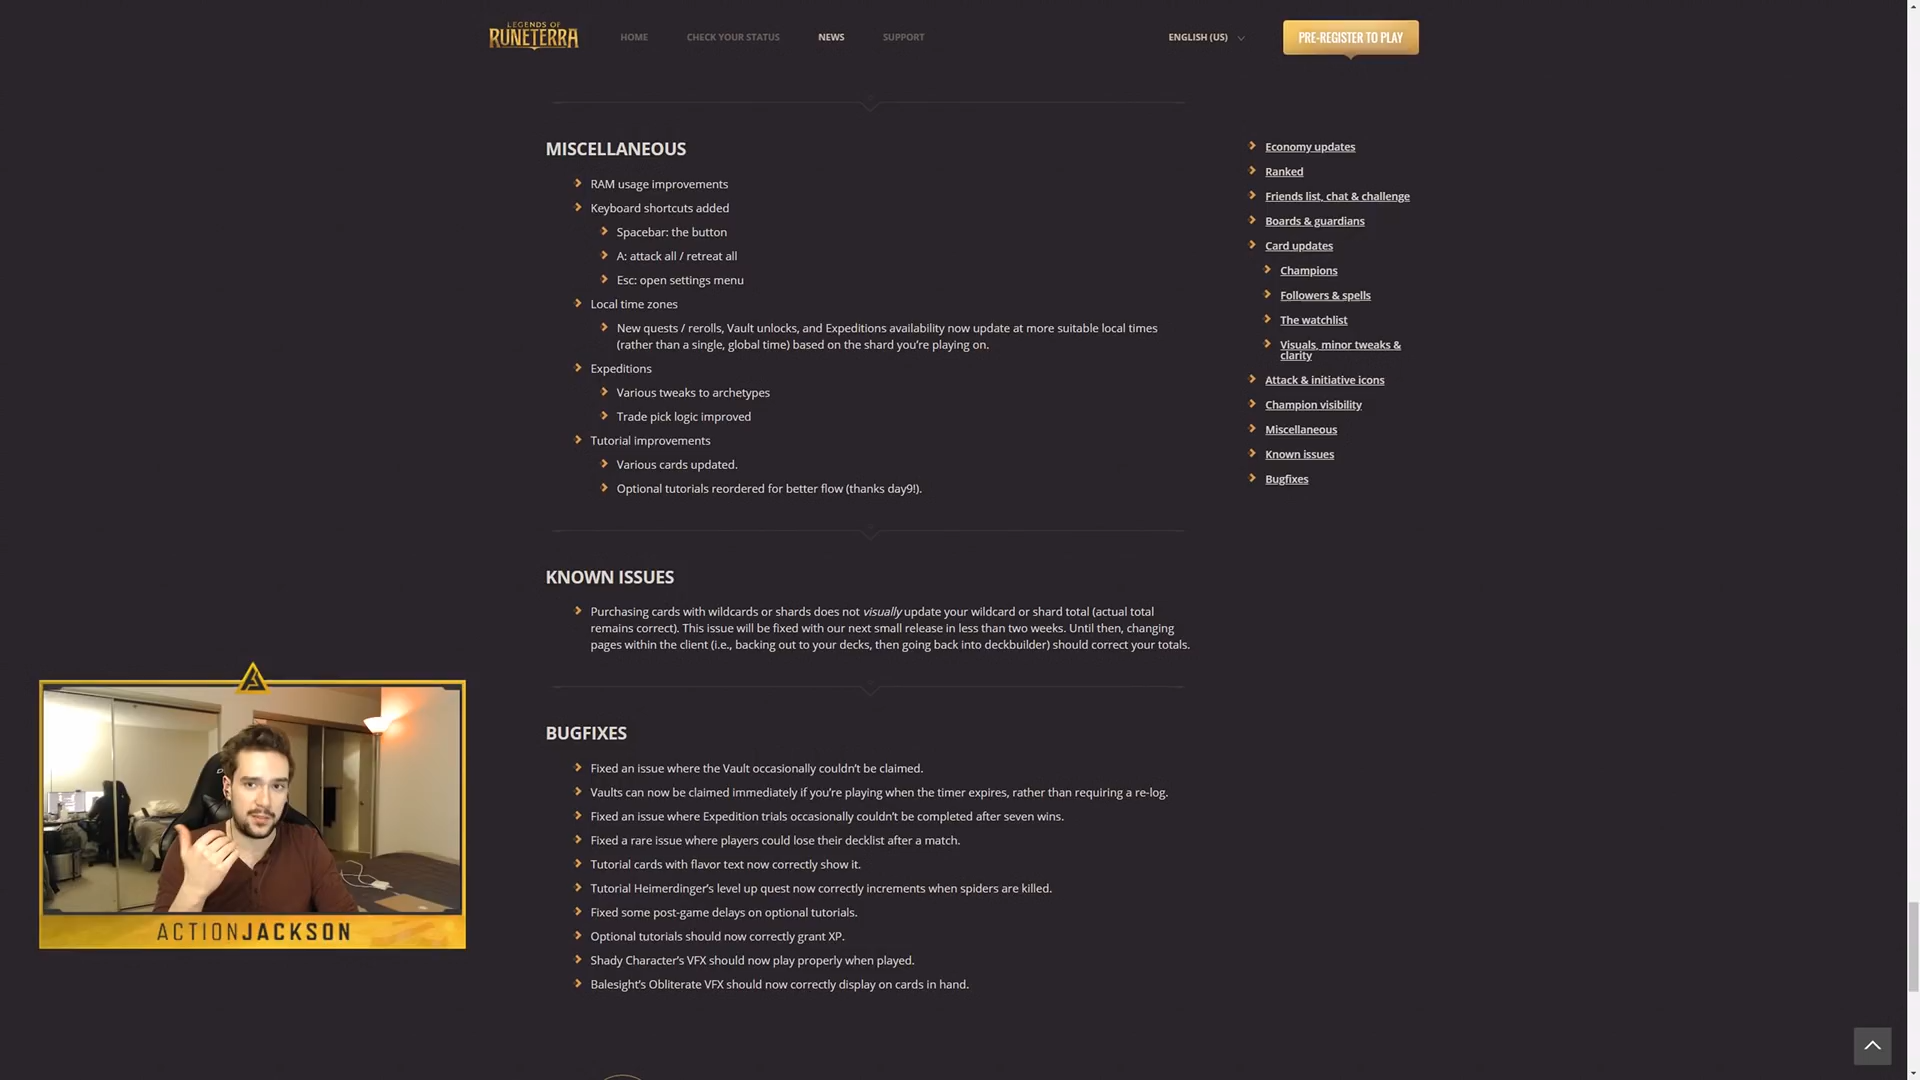 LEGENDS OF
RUNETERRA
HOME
CHECK YOUR STATUS
NEWS
SUPPORT
ENGLISH (US)
PRE-REGISTER TO PLAY
MISCELLANEOUS
RAM usage improvements
Keyboard shortcuts added
Spacebar: the button
A: attack all / retreat all
Esc: open settings menu
Local time zones
New quests / rerolls, Vault unlocks, and Expeditions availability now update at more suitable local times
(rather than a single, global time) based on the shard you’re playing on.
Expeditions
Various tweaks to archetypes
Trade pick logic improved
Tutorial improvements
Various cards updated.
Optional tutorials reordered for better flow (thanks day9!).
KNOWN ISSUES
Purchasing cards with wildcards or shards does not visually update your wildcard or shard total (actual total
remains correct). This issue will be fixed with our next small release in less than two weeks. Until then, changing
pages within the client (i.e., backing out to your decks, then going back into deckbuilder) should correct your totals.
BUGFIXES
Fixed an issue where the Vault occasionally couldn’t be claimed.
Vaults can now be claimed immediately if you’re playing when the timer expires, rather than requiring a re-log.
Fixed an issue where Expedition trials occasionally couldn’t be completed after seven wins.
Fixed a rare issue where players could lose their decklist after a match.
Tutorial cards with flavor text now correctly show it.
Tutorial Heimerdinger’s level up quest now correctly increments when spiders are killed.
Fixed some post-game delays on optional tutorials.
Optional tutorials should now correctly grant XP.
Shady Character’s VFX should now play properly when played.
Balesight’s Obliterate VFX should now correctly display on cards in hand.
Economy updates
Ranked
Friends list, chat & challenge
Boards & guardians
Card updates
Champions
Followers & spells
The watchlist
Visuals, minor tweaks &
clarity
Attack & initiative icons
Champion visibility
Miscellaneous
Known issues
Bugfixes
ACTIONJACKSON